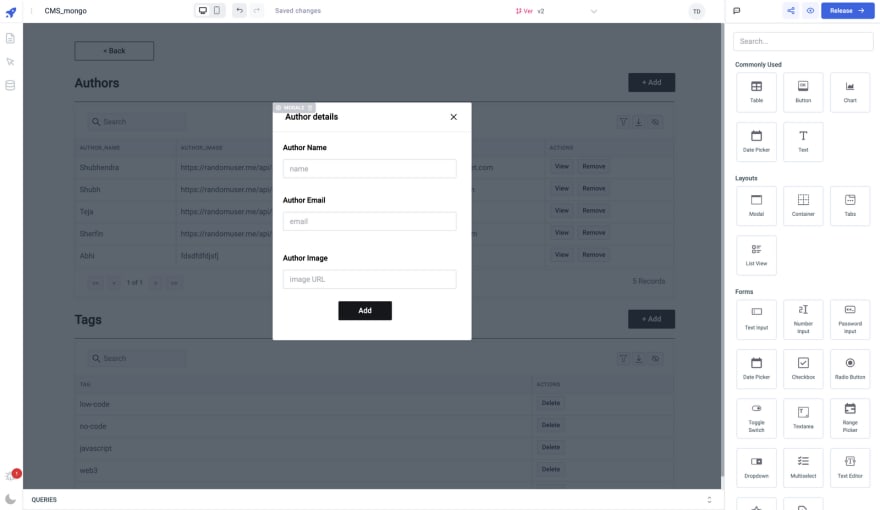 CMS_mongo
Saved changes
Ver v2
TD
Release →
< Back
Authors
+ Add
Search
AUTHOR_NAME AUTHOR_IMAGE ACTIONS
Shubhendra https://randomuser.me/api/ st.com View Remove
Shubh https://randomuser.me/api/ View Remove
Teja https://randomuser.me/api/ View Remove
Sherfin https://randomuser.me/api/ m View Remove
Abhi fdsdfdfdjsfj View Remove
<< < 1 of 1 > >>
5 Records
MODAL2
Author details
Author Name
name
Author Email
email
Author Image
image URL
Add
Tags
+ Add
Search
TAG ACTIONS
low-code Delete
no-code Delete
javascript Delete
web3 Delete
QUERIES
1
Search...
Commonly Used
Table
Button
Chart
Date Picker
Text
Layouts
Modal
Container
Tabs
List View
Forms
Text Input
Number Input
Password Input
Date Picker
Checkbox
Radio Button
Toggle Switch
Textarea
Range Picker
Dropdown
Multiselect
Text Editor